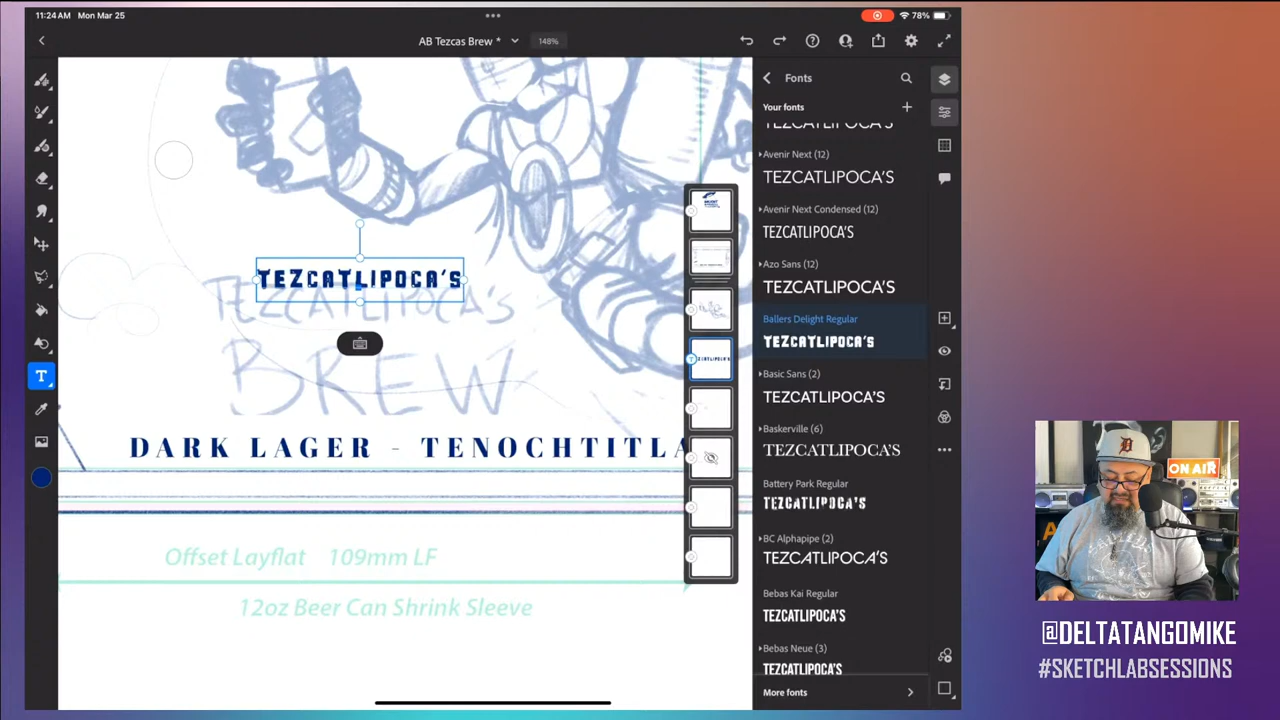 11:24 AM Mon Mar 25
78%
AB Tezcas Brew *
148%
Fonts
Your fonts
TEZCATLIPOCA'S
Avenir Next (12)
TEZCATLIPOCA'S
Avenir Next Condensed (12)
TEZCATLIPOCA'S
Azo Sans (12)
TEZCATLIPOCA'S
Ballers Delight Regular
TEZCATLIPOCA'S
Basic Sans (2)
TEZCATLIPOCA'S
Baskerville (6)
TEZCATLIPOCA'S
Battery Park Regular
TEZCATLIPOCA'S
BC Alphapipe (2)
TEZCATLIPOCA'S
Bebas Kai Regular
TEZCATLIPOCA'S
Bebas Neue (3)
TEZCATLIPOCA'S
More fonts
TEZCATLIPOCA'S
TEZCATLIPOCA'S
BREW
DARK LAGER - TENOCHTITLA
Offset Layflat 109mm LF
12oz Beer Can Shrink Sleeve
T
ON AIR
@DELTATANGOMIKE
#SKETCHLABSESSIONS